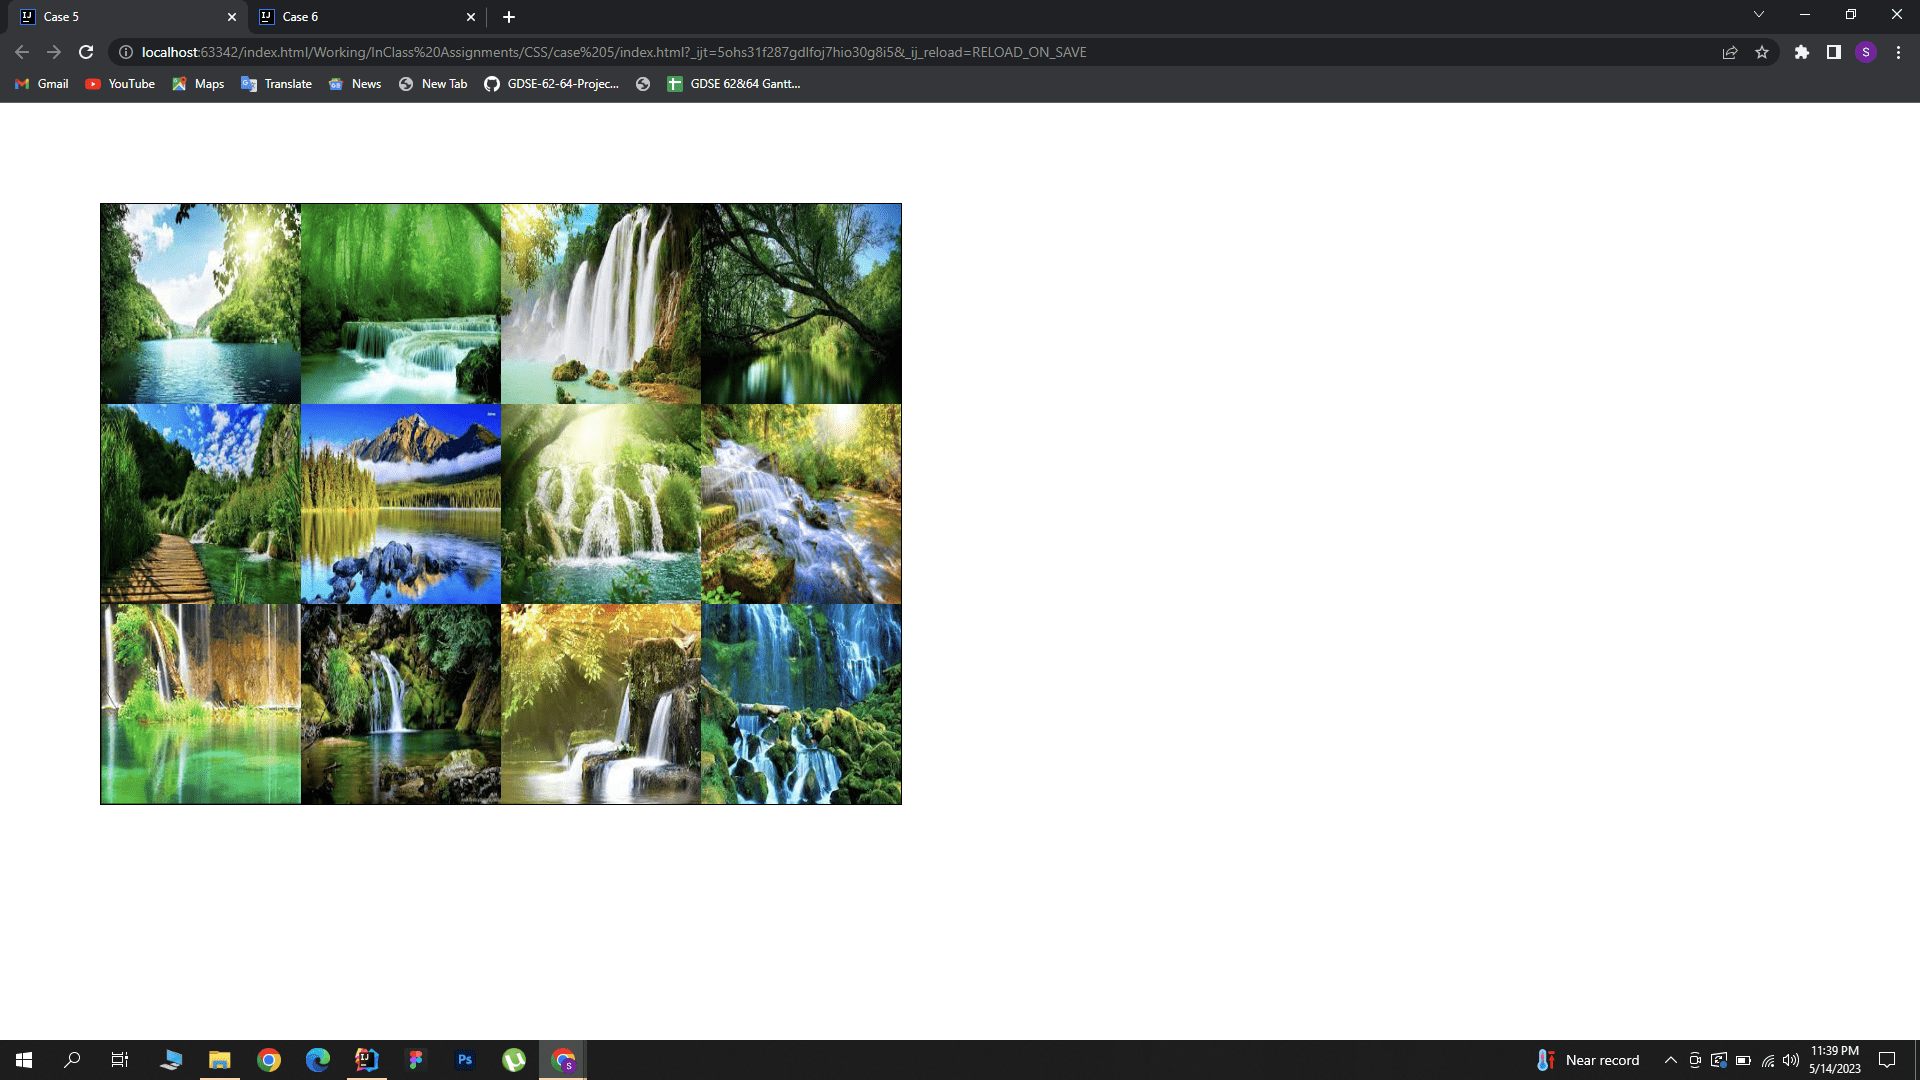 Case 5
Case 6
localhost:63342/index.html/Working/InClass%20Assignments/CSS/case%205/index.html?_ijt=5ohs31f287gdlfoj7hio30g8i5&_ij_reload=RELOAD_ON_SAVE
S
Gmail YouTube Maps Translate News New Tab GDSE-62-64-Projec... GDSE 62&64 Gantt...
Near record
11:39 PM
5/14/2023